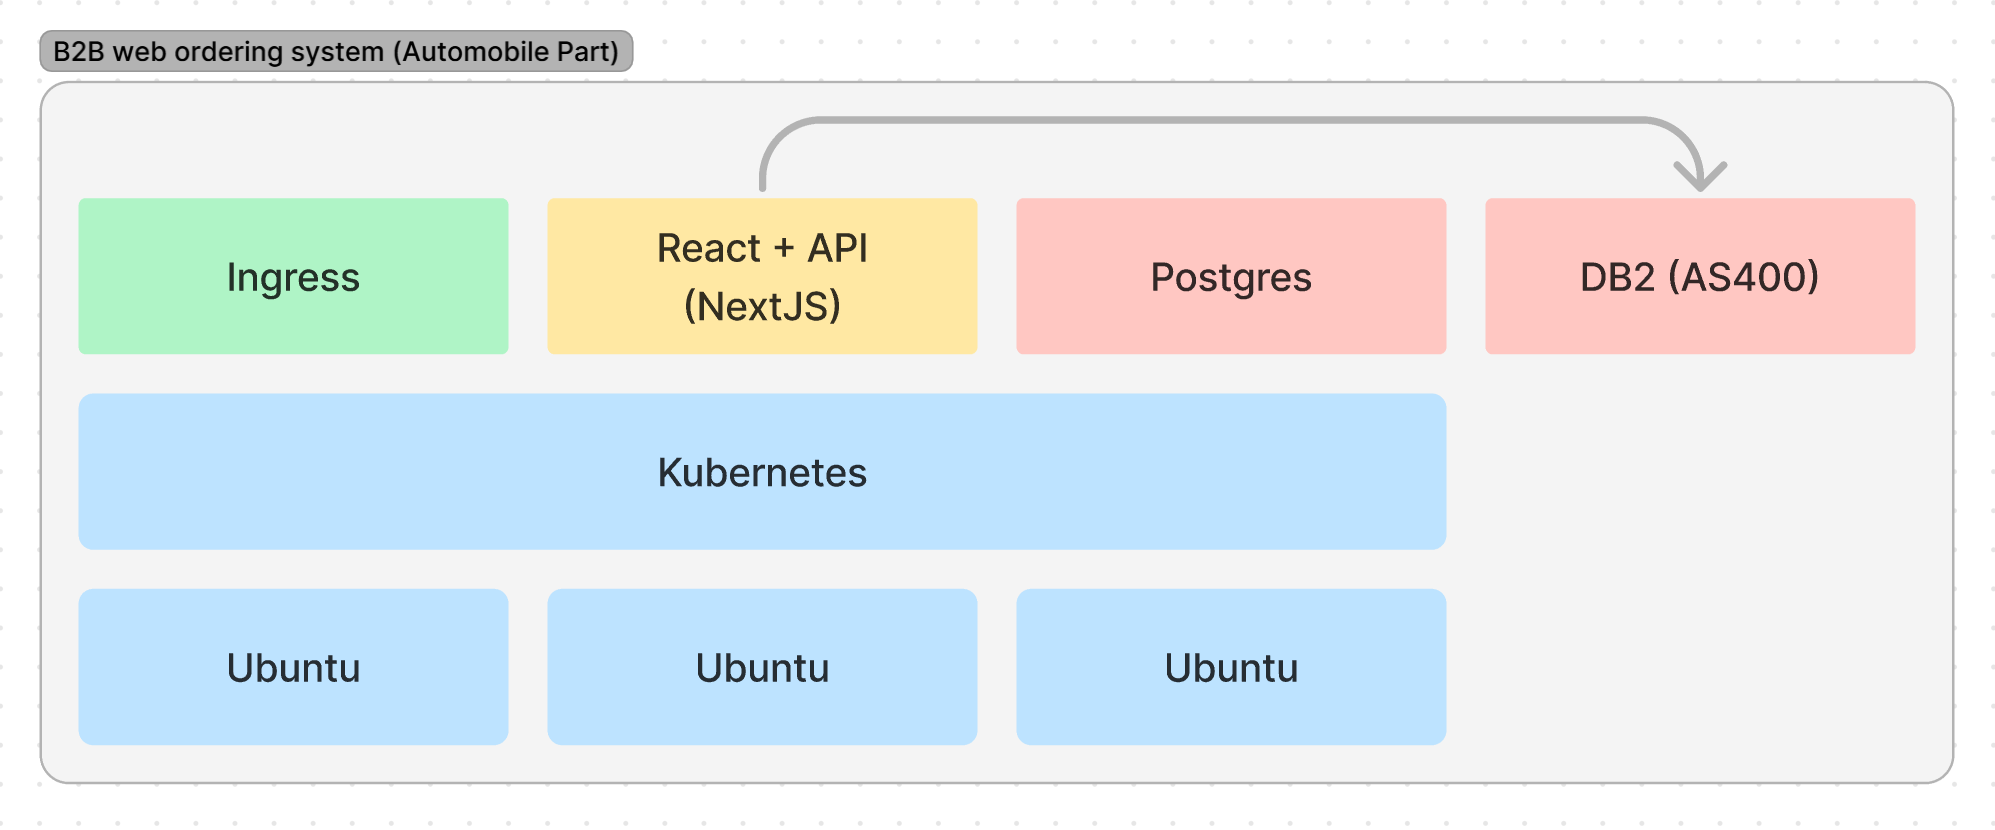 B2B web ordering system (Automobile Part)
Ingress
React + API
(NextJS)
Postgres
DB2 (AS400)
Kubernetes
Ubuntu
Ubuntu
Ubuntu